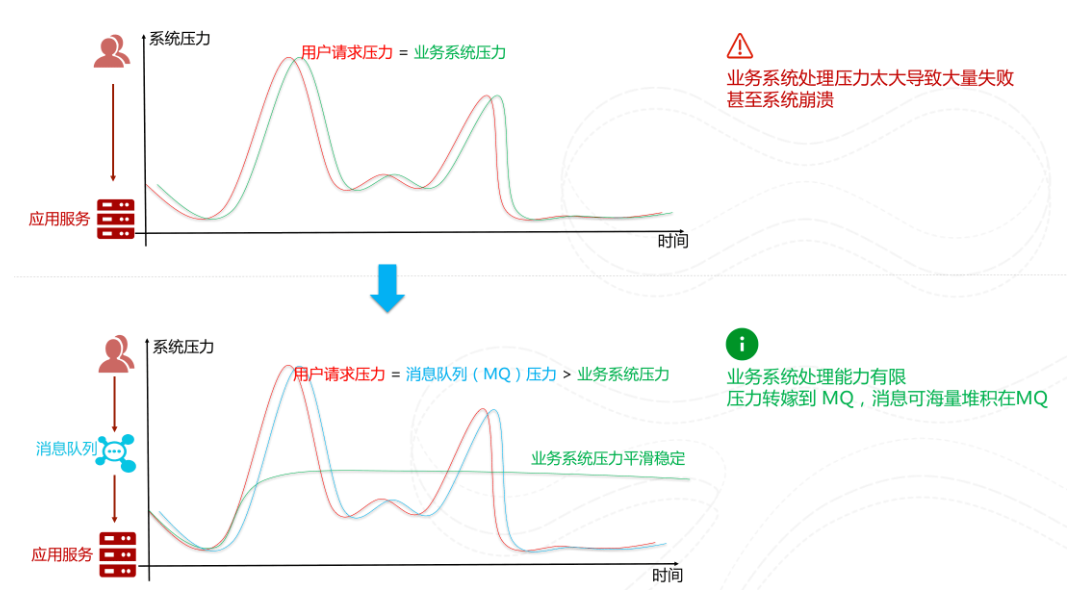 系统压力
用户请求压力 = 业务系统压力
业务系统处理压力太大导致大量失败
甚至系统崩溃
应用服务
时间
系统压力
用户请求压力 = 消息队列（MQ）压力 > 业务系统压力
业务系统处理能力有限
压力转嫁到 MQ，消息可海量堆积在MQ
消息队列
业务系统压力平滑稳定
应用服务
时间